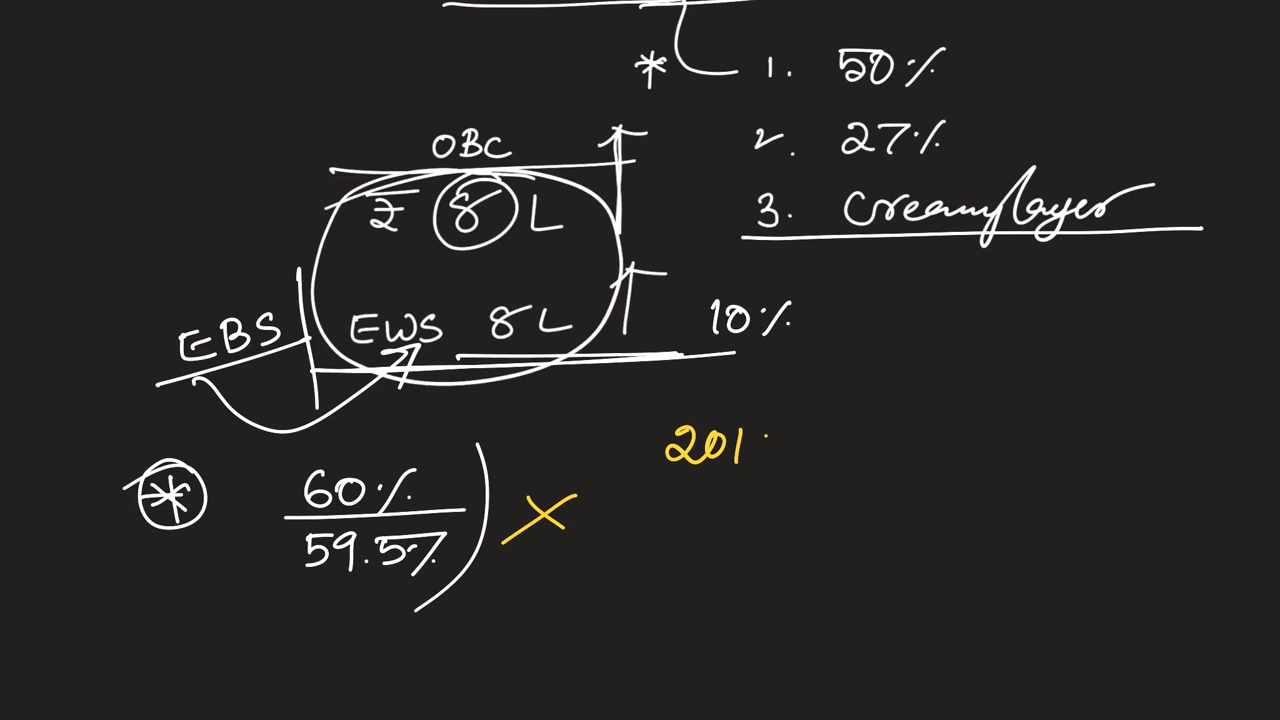 * 1. 50%
2. 27%
3. Creamylayer
OBC
₹ 8 L
EWS 8L 10%
EBS
* 60%
59.5%
201